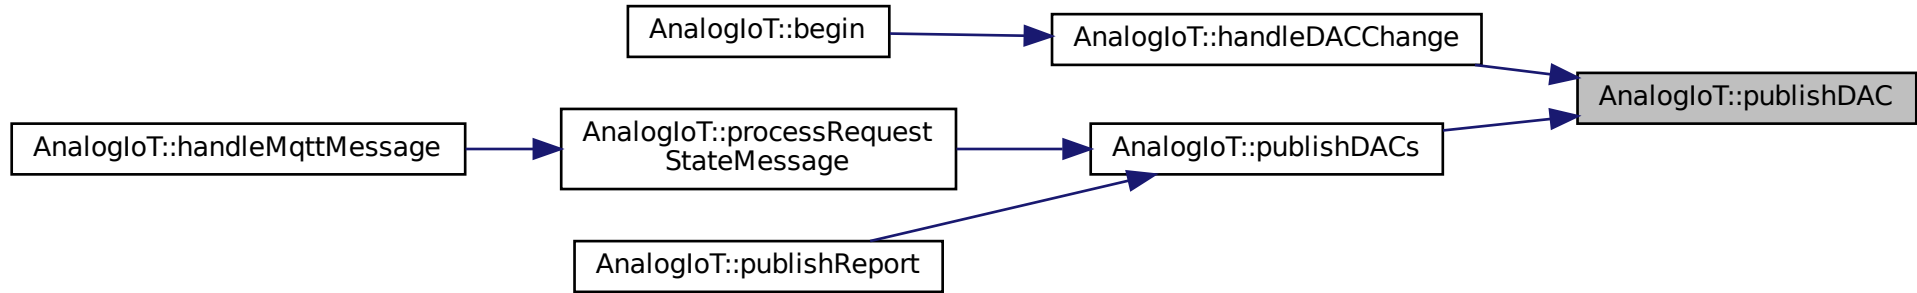 AnalogIoT::begin
AnalogIoT::handleDACChange
AnalogIoT::publishDAC
AnalogIoT::handleMqttMessage
AnalogIoT::processRequest
StateMessage
AnalogIoT::publishDACs
AnalogIoT::publishReport